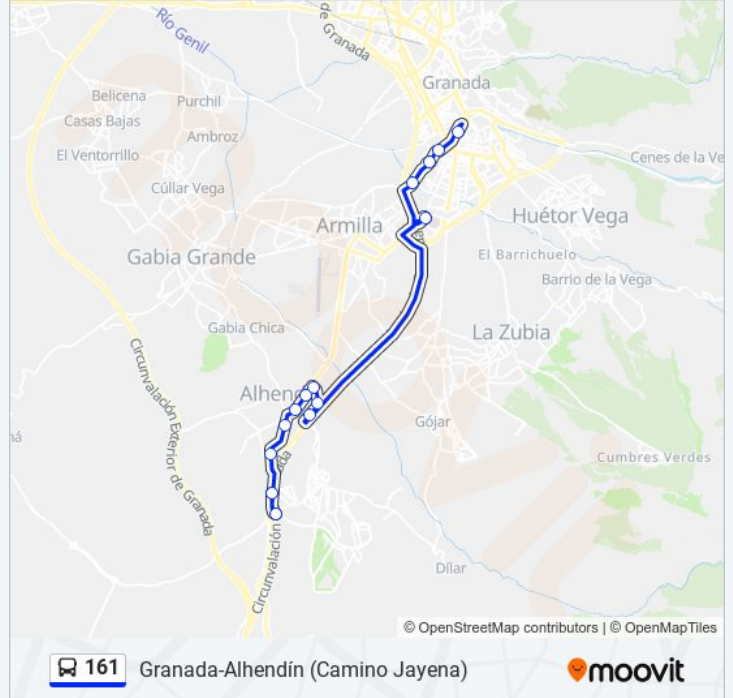 de Granada
Río Genil
Granada
Belicena
Purchil
Casas Bajas
Ambroz
El Ventorrillo
Cenes de la Ve
Cúllar Vega
Armilla
Huétor Vega
Gabia Grande
El Barrichuelo
Barrio de la Vega
Gabia Chica
La Zubia
Circunvalación Exterior de Granada
Alhend
Gójar
ná
ada
Cumbres Verdes
Circunvalación
Dílar
© OpenStreetMap contributors | © OpenMapTiles
161 Granada-Alhendín (Camino Jayena)
moovit